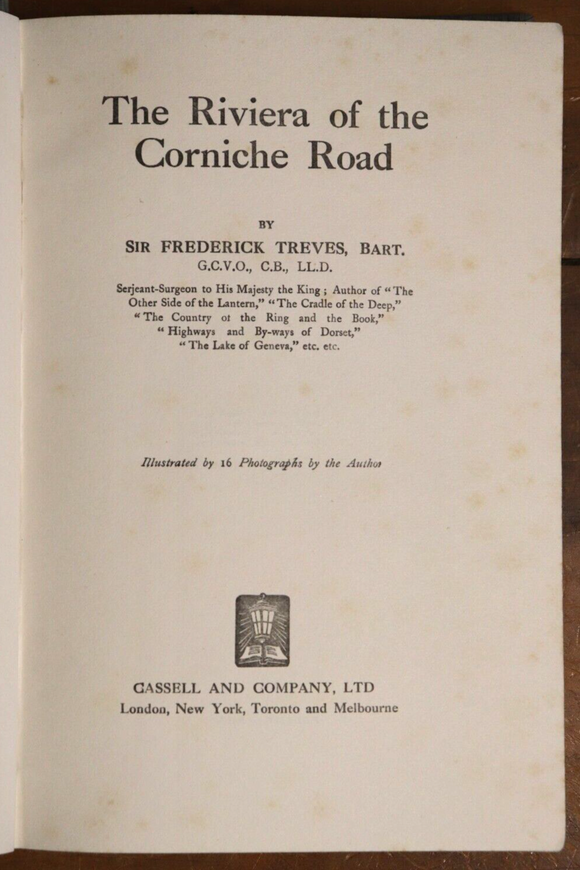 The Riviera of the
Corniche Road
BY
SIR FREDERICK TREVES, BART.
G.C.V.O., C.B., LL.D.
Serjeant-Surgeon to His Majesty the King; Author of “The
Other Side of the Lantern,” “The Cradle of the Deep,”
“The Country of the Ring and the Book,”
“Highways and By-ways of Dorset,”
“The Lake of Geneva,” etc. etc.
Illustrated by 16 Photographs by the Author
CASSELL AND COMPANY, LTD
London, New York, Toronto and Melbourne